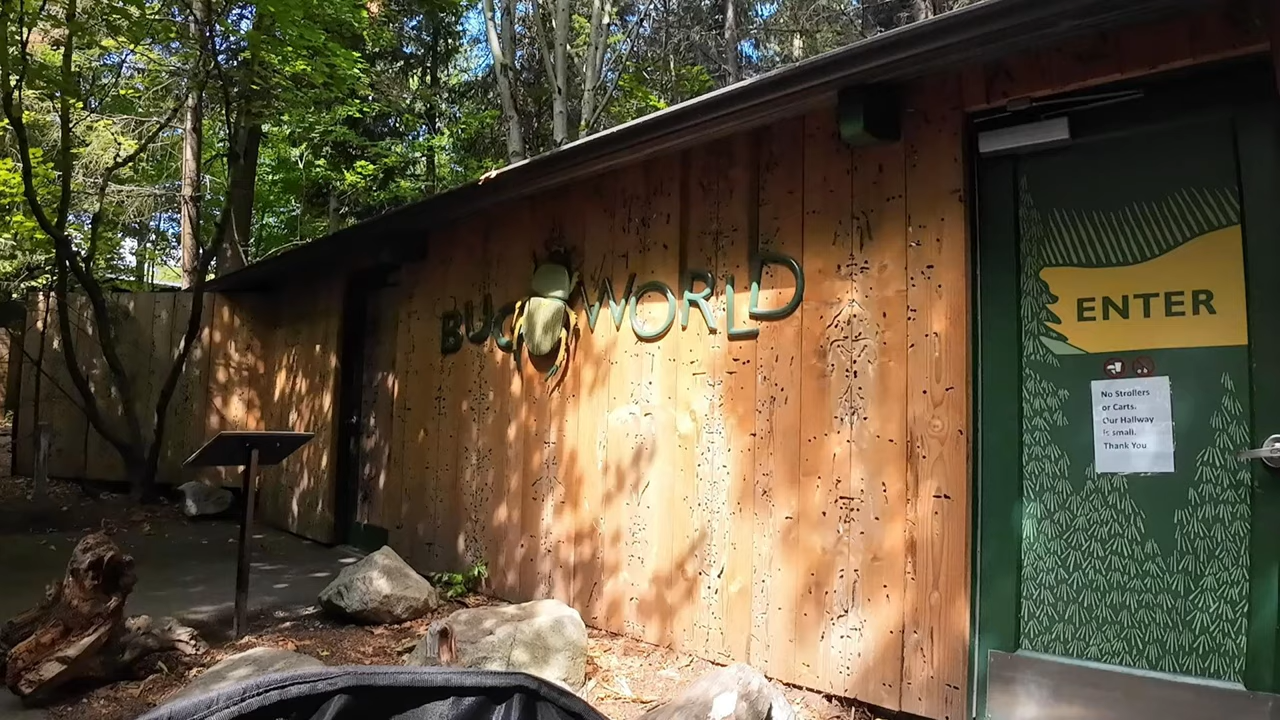 BUG WORLD
ENTER
No Strollers
or Carts.
Our Hallway
is small.
Thank You